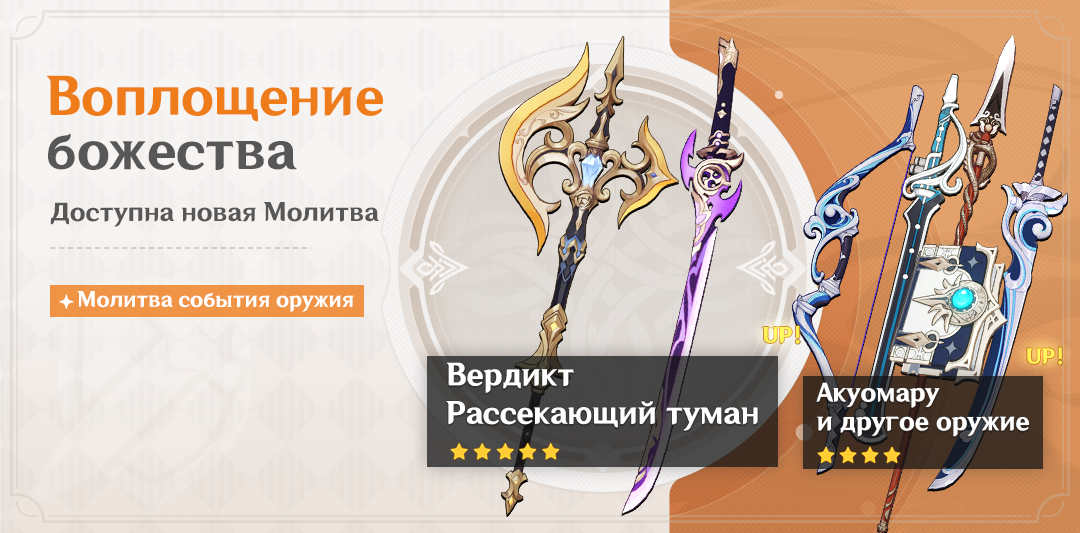 Воплощение
божества
Доступна новая Молитва
Молитва события оружия
UP!
Вердикт
Рассекающий туман
UP!
Акуомару
и другое оружие